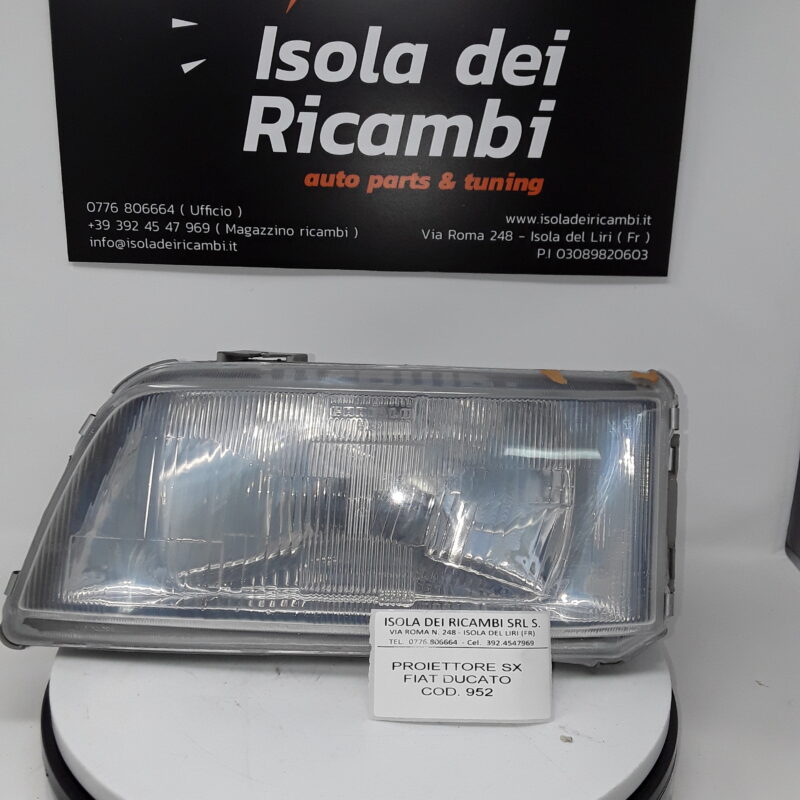 Isola dei
Ricambi
auto parts & tuning
0776 806664 ( Ufficio )
+39 392 45 47 969 ( Magazzino ricambi )
info@isoladeiricambi.it
www.isoladeiricambi.it
Via Roma 248 - Isola del Liri ( Fr )
P.I 03089820603
ISOLA DEI RICAMBI SRL S.
VIA ROMA N. 248 - ISOLA DEL LIRI (FR)
TEL. 0776.806664 - Cel. 392.4547969
PROIETTORE SX
FIAT DUCATO
COD. 952